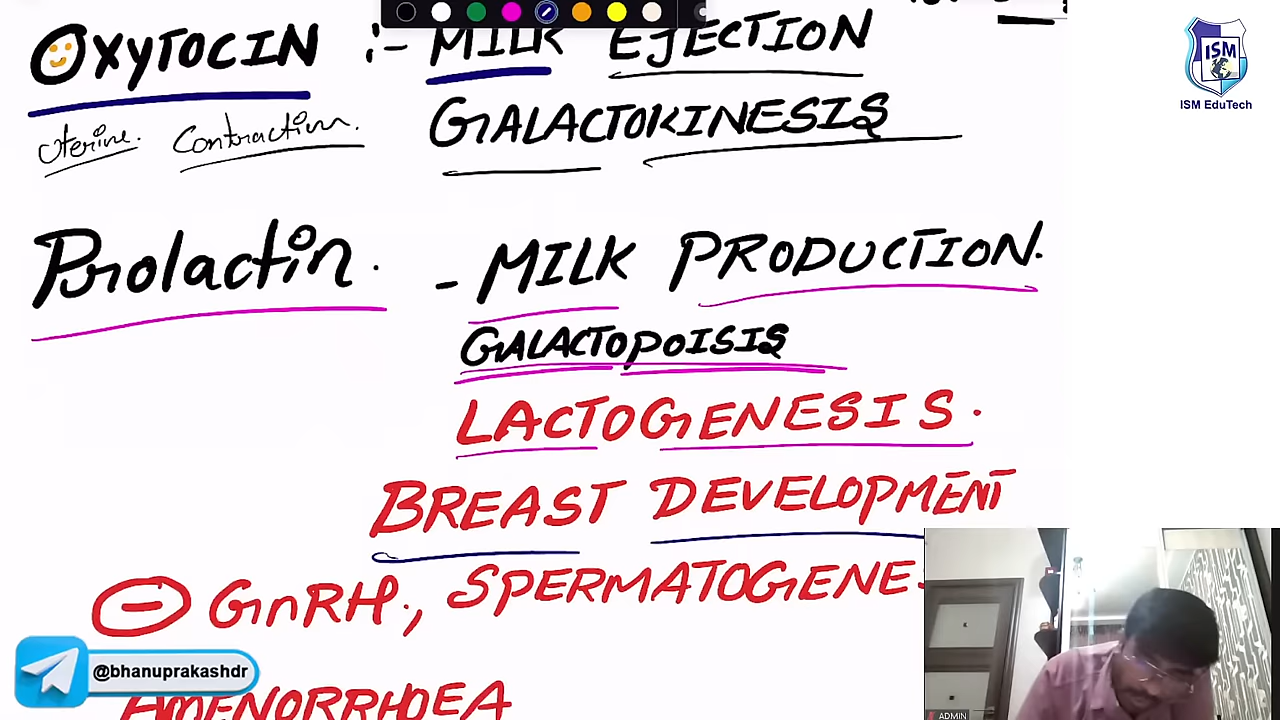 OXYTOCIN :- MILK EJECTION
Uterine. Contraction. GALACTOKINESIS
Prolactin. - MILK PRODUCTION.
GALACTOPOISIS
LACTOGENESIS.
BREAST DEVELOPMENT
- GnRH., SPERMATOGENE
AMENORRHOEA
ISM
ISM EduTech
@bhanuprakashdr
ADMIN